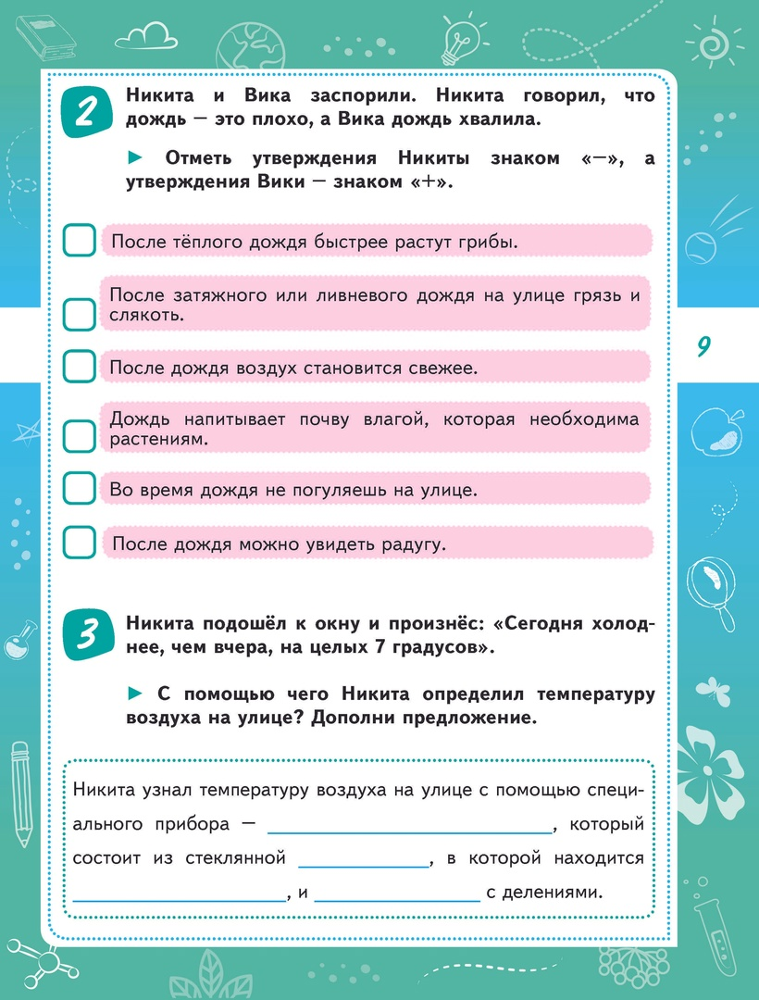 2
Никита и Вика заспорили. Никита говорил, что
дождь — это плохо, а Вика дождь хвалила.
► Отметь утверждения Никиты знаком «—», а
утверждения Вики — знаком «+».
После тёплого дождя быстрее растут грибы.
После затяжного или ливневого дождя на улице грязь и
слякоть.
9
После дождя воздух становится свежее.
Дождь напитывает почву влагой, которая необходима
растениям.
Во время дождя не погуляешь на улице.
После дождя можно увидеть радугу.
3
Никита подошёл к окну и произнёс: «Сегодня холод-
нее, чем вчера, на целых 7 градусов».
► С помощью чего Никита определил температуру
воздуха на улице? Дополни предложение.
Никита узнал температуру воздуха на улице с помощью специ-
ального прибора — ____________________, который
состоит из стеклянной __________, в которой находится
________________, и ____________ с делениями.